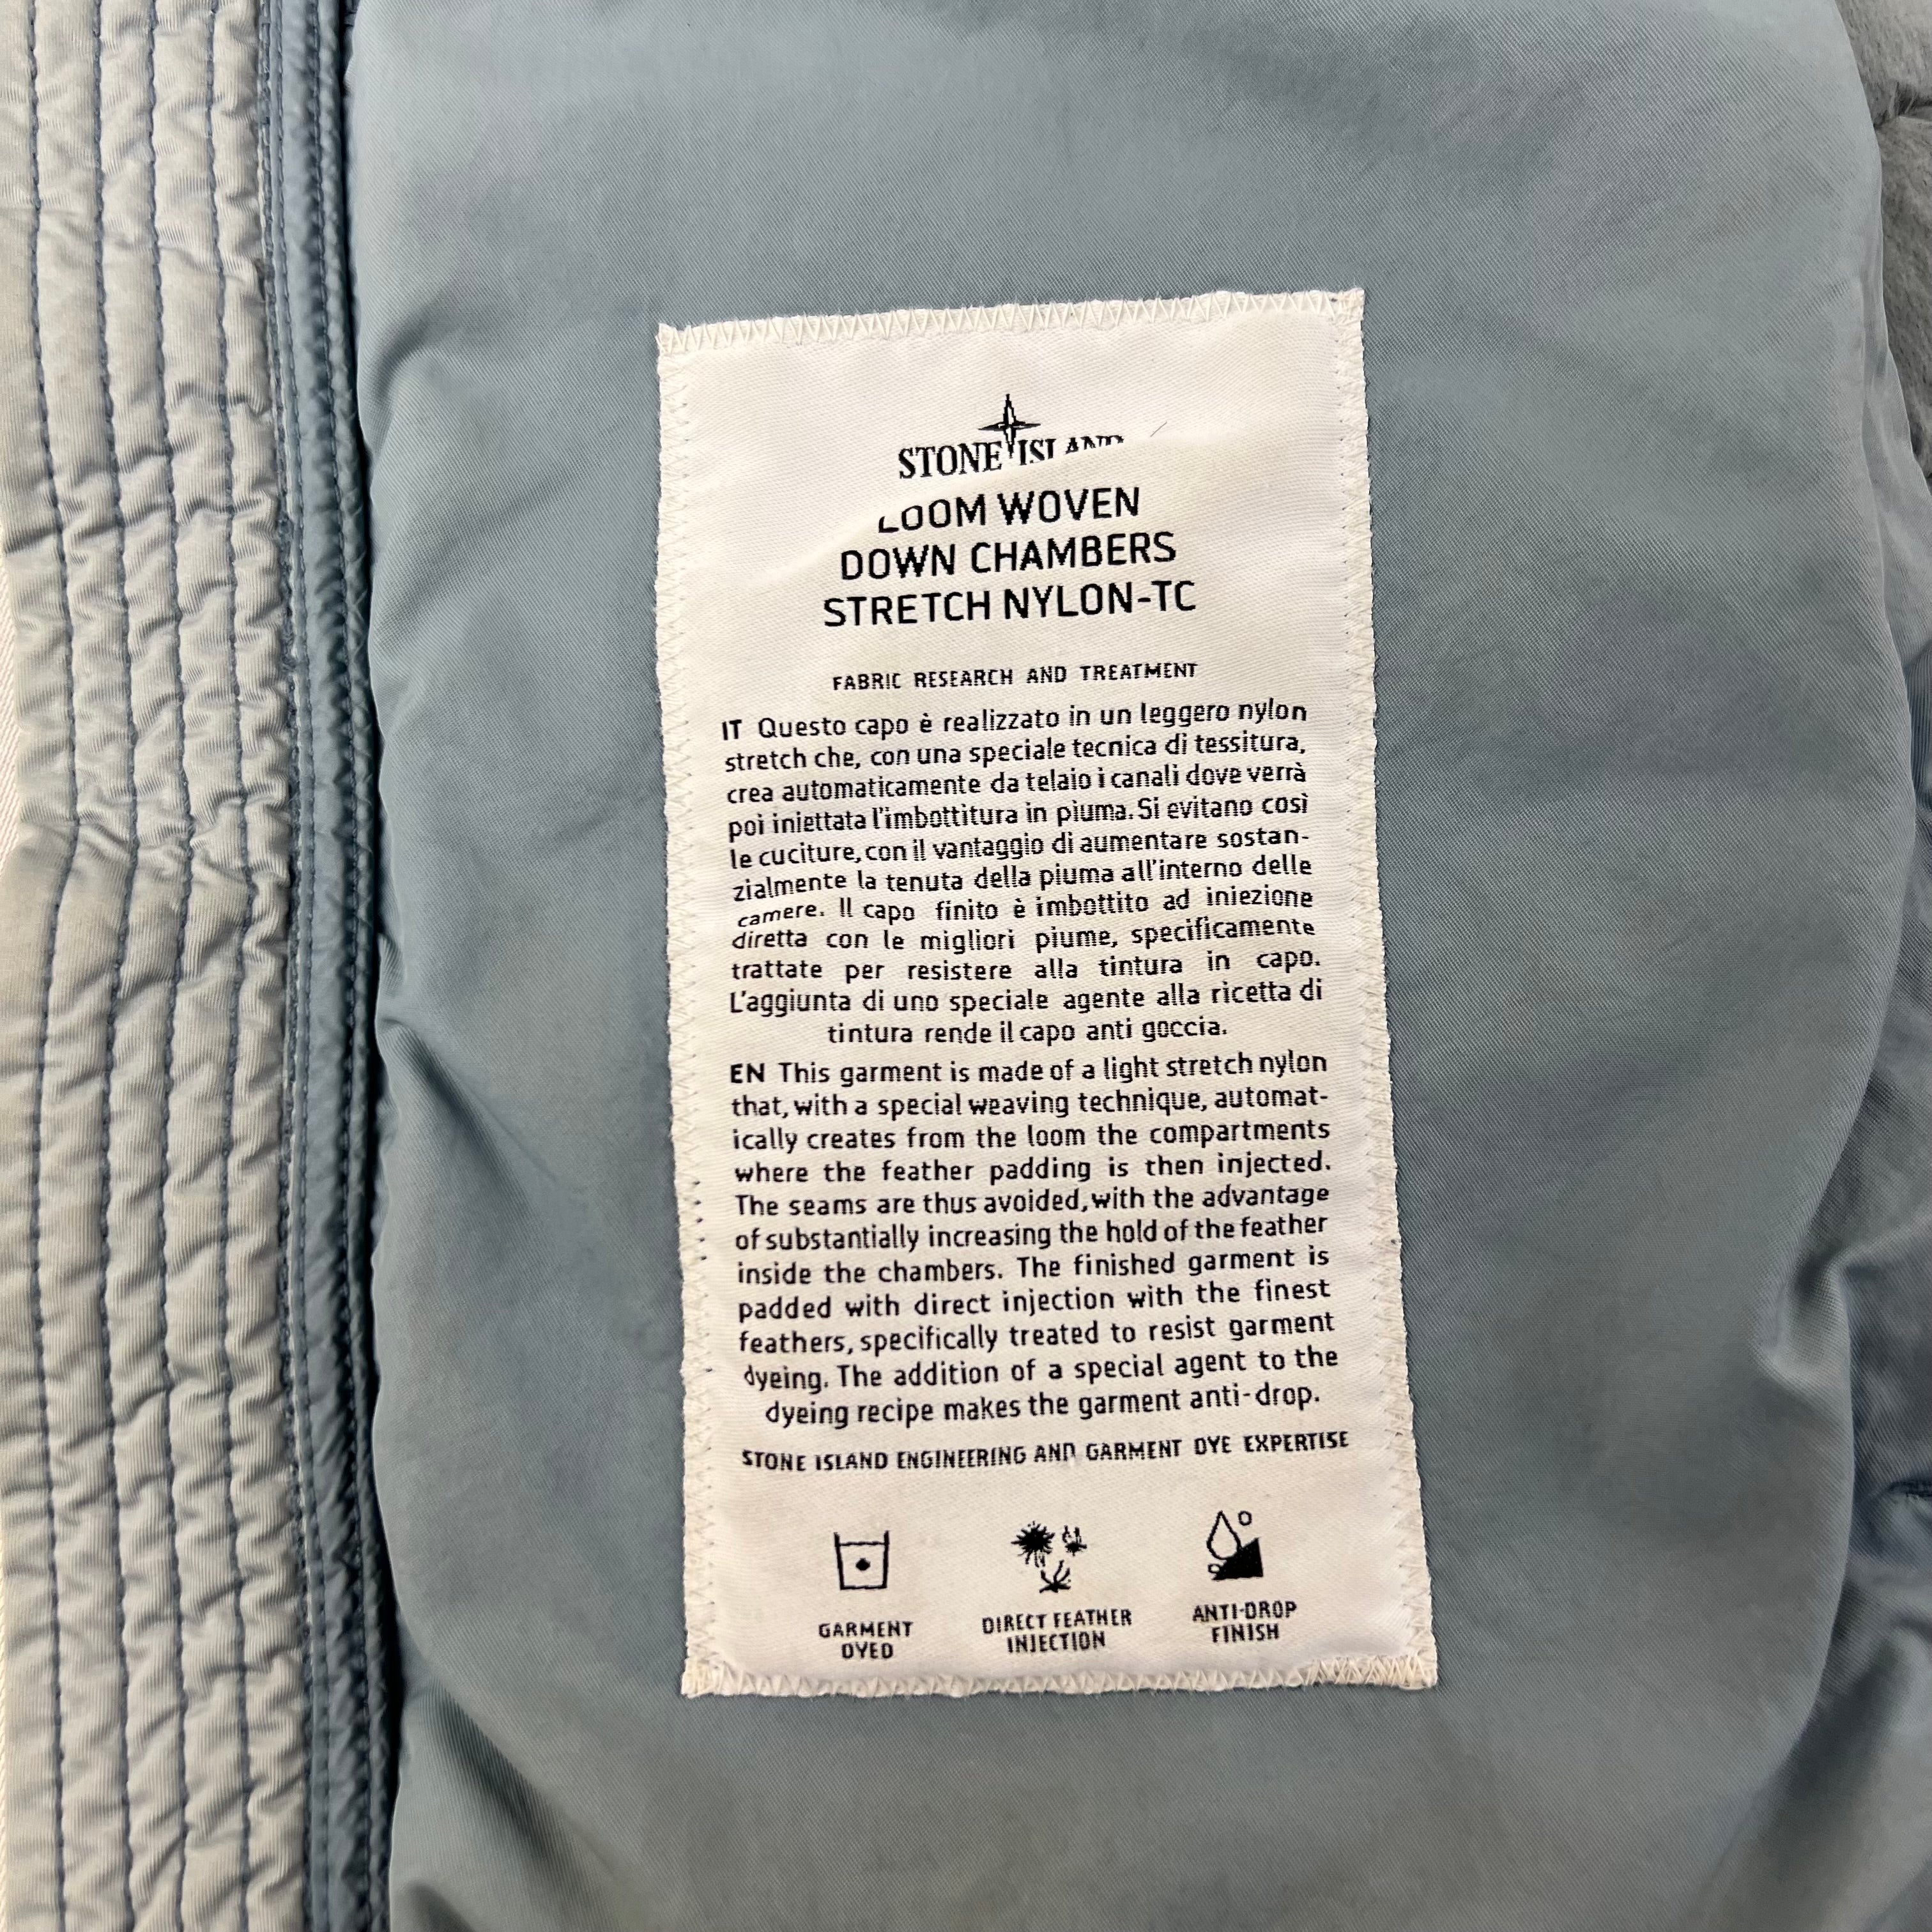 STONE ISLAND
LOOM WOVEN
DOWN CHAMBERS
STRETCH NYLON-TC
FABRIC RESEARCH AND TREATMENT
IT Questo capo è realizzato in un leggero nylon
stretch che, con una speciale tecnica di tessitura,
crea automaticamente da telaio i canali dove verrà
poi iniettata l'imbottitura in piuma. Si evitano così
le cuciture, con il vantaggio di aumentare sostan-
zialmente la tenuta della piuma all'interno delle
camere. Il capo finito è imbottito ad iniezione
diretta con le migliori piume, specificamente
trattate per resistere alla tintura in capo.
L'aggiunta di uno speciale agente alla ricetta di
tintura rende il capo anti goccia.
EN This garment is made of a light stretch nylon
that, with a special weaving technique, automat-
ically creates from the loom the compartments
where the feather padding is then injected.
The seams are thus avoided, with the advantage
of substantially increasing the hold of the feather
inside the chambers. The finished garment is
padded with direct injection with the finest
feathers, specifically treated to resist garment
dyeing. The addition of a special agent to the
dyeing recipe makes the garment anti-drop.
STONE ISLAND ENGINEERING AND GARMENT DYE EXPERTISE
GARMENT
DYED
DIRECT FEATHER
INJECTION
ANTI-DROP
FINISH